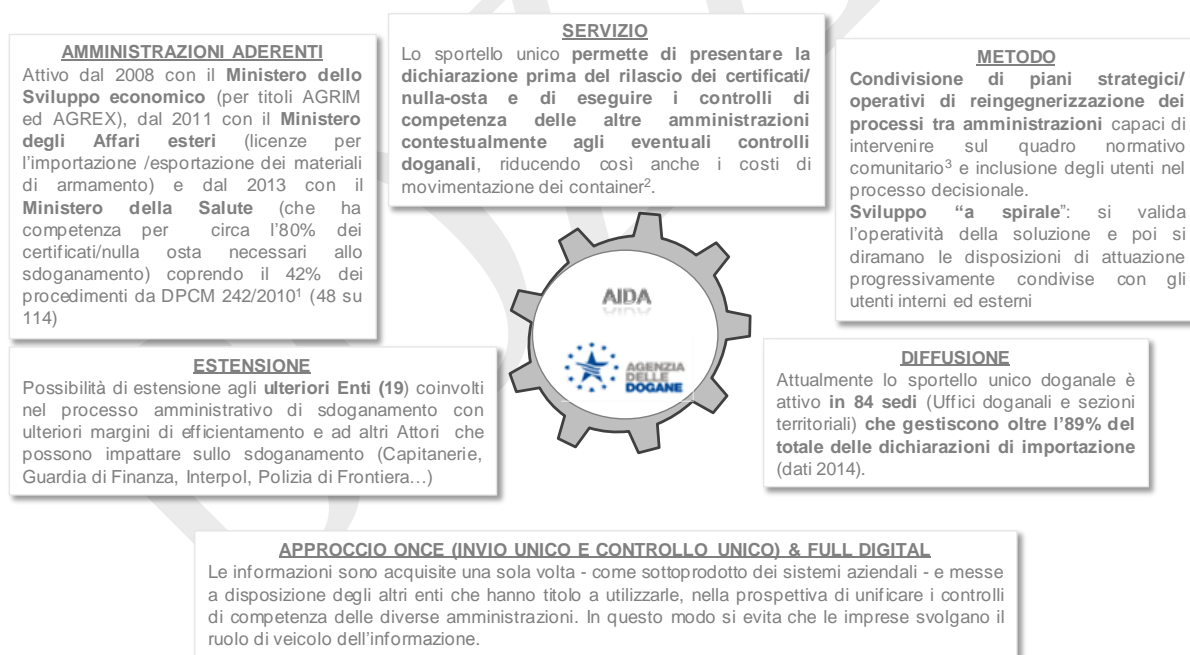 SERVIZIO
Lo sportello unico permette di presentare la
dichiarazione prima del rilascio dei certificati/
nulla-osta e di eseguire i controlli di
competenza delle altre amministrazioni
contestualmente agli eventuali controlli
doganali, riducendo così anche i costi di
movimentazione dei container².
AMMINISTRAZIONI ADERENTI
Attivo dal 2008 con il Ministero dello
Sviluppo economico (per titoli AGRIM
ed AGREX), dal 2011 con il Ministero
degli Affari esteri (licenze per
l'importazione /esportazione dei materiali
di armamento) e dal 2013 con il
Ministero della Salute (che ha
competenza per circa l'80% dei
certificati/nulla osta necessari allo
sdoganamento) coprendo il 42% dei
procedimenti da DPCM 242/2010¹ (48 su
114)
METODO
Condivisione di piani strategici/
operativi di reingegnerizzazione dei
processi tra amministrazioni capaci di
intervenire sul quadro normativo
comunitario³ e inclusione degli utenti nel
processo decisionale.
Sviluppo "a spirale": si valida
l'operatività della soluzione e poi si
diramano le disposizioni di attuazione
progressivamente condivise con gli
utenti interni ed esterni
AIDA
AGENZIA
DELLE
DOGANE
ESTENSIONE
Possibilità di estensione agli ulteriori Enti (19) coinvolti
nel processo amministrativo di sdoganamento con
ulteriori margini di efficientamento e ad altri Attori che
possono impattare sullo sdoganamento (Capitanerie,
Guardia di Finanza, Interpol, Polizia di Frontiera…)
DIFFUSIONE
Attualmente lo sportello unico doganale è
attivo in 84 sedi (Uffici doganali e sezioni
territoriali) che gestiscono oltre l'89% del
totale delle dichiarazioni di importazione
(dati 2014).
APPROCCIO ONCE (INVIO UNICO E CONTROLLO UNICO) & FULL DIGITAL
Le informazioni sono acquisite una sola volta - come sottoprodotto dei sistemi aziendali - e messe
a disposizione degli altri enti che hanno titolo a utilizzarle, nella prospettiva di unificare i controlli
di competenza delle diverse amministrazioni. In questo modo si evita che le imprese svolgano il
ruolo di veicolo dell'informazione.